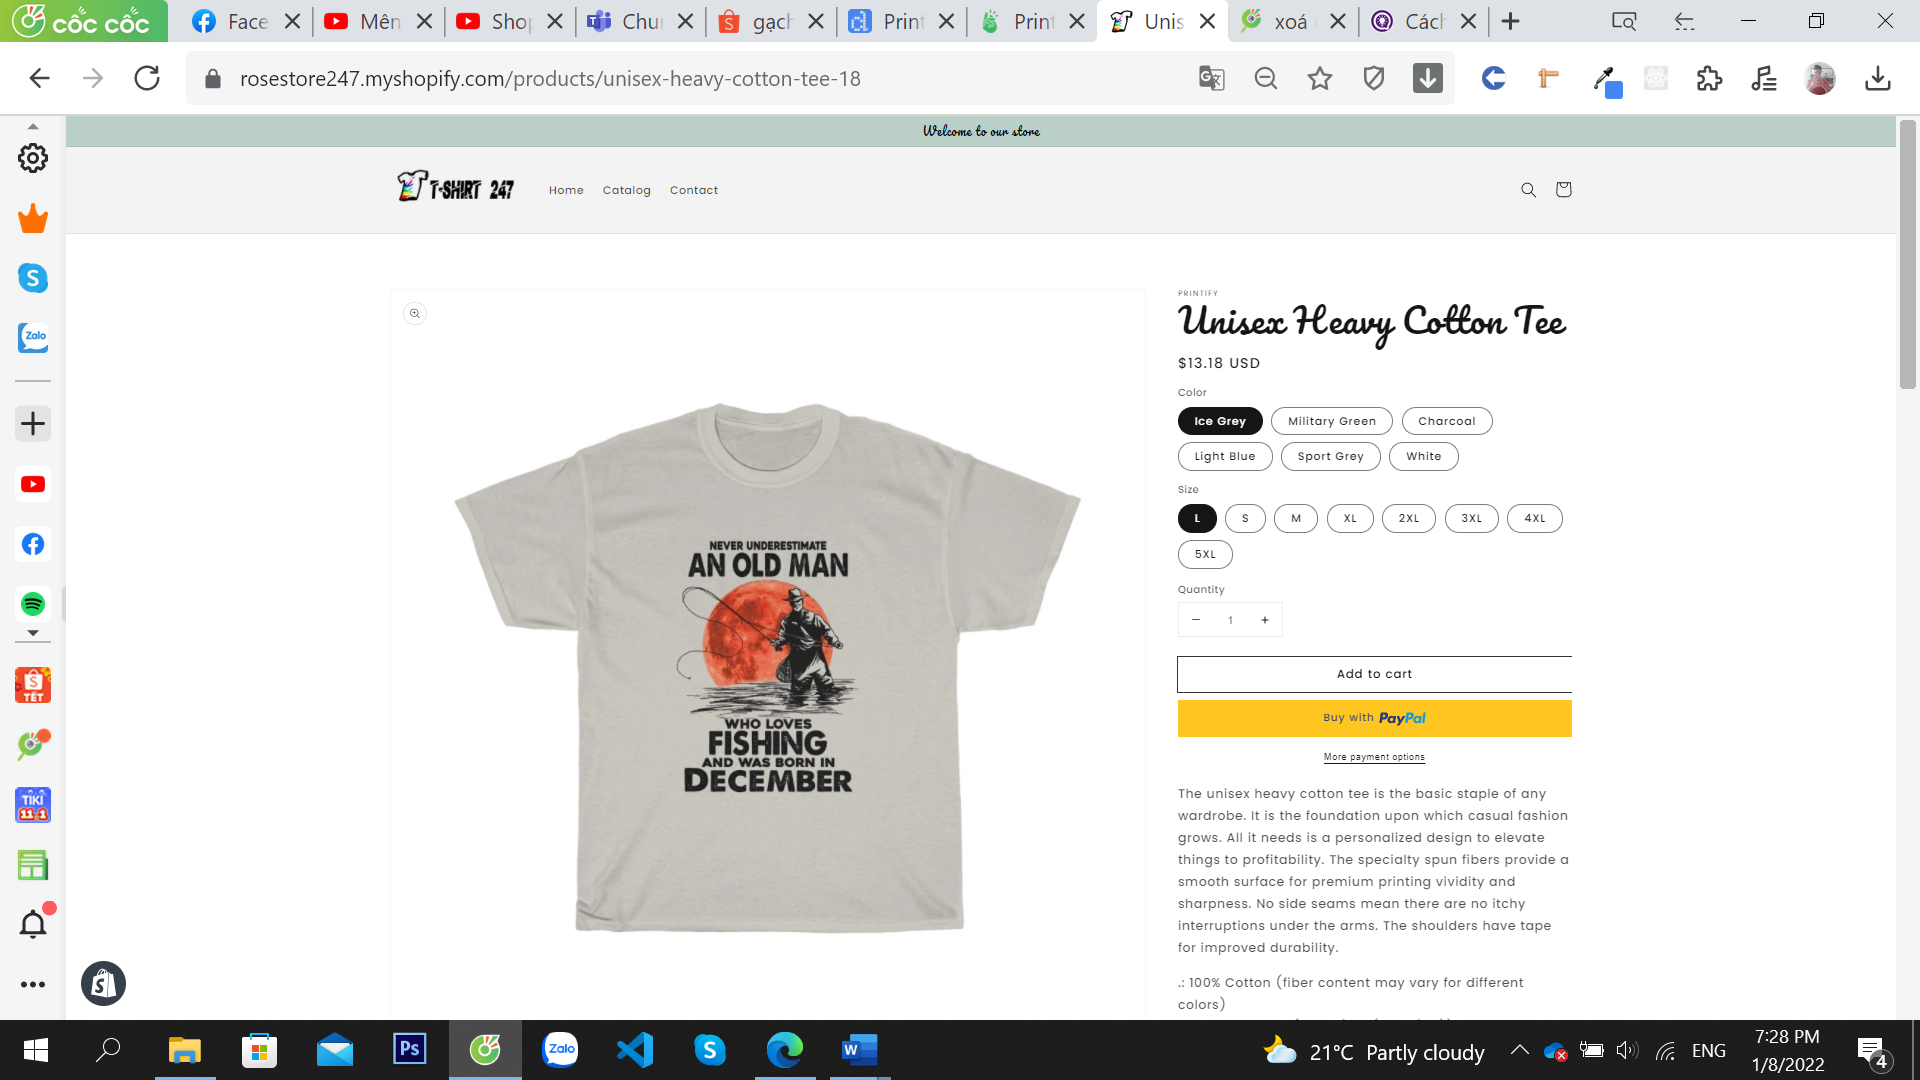 cốc cốc
Face
Mên
Shop
Chu
gạch
Print
Print
Unis
xoá
Cách
rosestore247.myshopify.com/products/unisex-heavy-cotton-tee-18
Welcome to our store
T-SHIRT 247
Home
Catalog
Contact
PRINTIFY
Unisex Heavy Cotton Tee
$13.18 USD
Color
Ice Grey
Military Green
Charcoal
Light Blue
Sport Grey
White
Size
L
S
M
XL
2XL
3XL
4XL
5XL
Quantity
− 1 +
Add to cart
Buy with PayPal
More payment options
The unisex heavy cotton tee is the basic staple of any
wardrobe. It is the foundation upon which casual fashion
grows. All it needs is a personalized design to elevate
things to profitability. The specialty spun fibers provide a
smooth surface for premium printing vividity and
sharpness. No side seams mean there are no itchy
interruptions under the arms. The shoulders have tape
for improved durability.
.: 100% Cotton (fiber content may vary for different
colors)
NEVER UNDERESTIMATE
AN OLD MAN
WHO LOVES
FISHING
AND WAS BORN IN
DECEMBER
Zalo
TẾT
TIKI
11.1
Ps
Zalo
21°C Partly cloudy
ENG
7:28 PM
1/8/2022
4